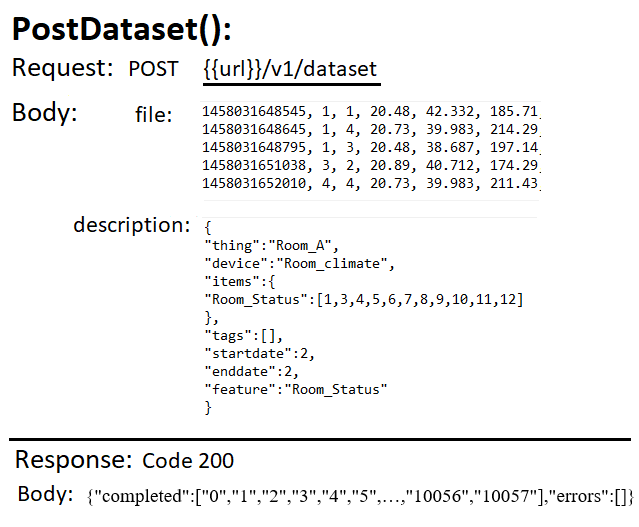 PostDataset():
Request: POST {{url}}/v1/dataset
Body: file: 1458031648545, 1, 1, 20.48, 42.332, 185.71,
1458031648645, 1, 4, 20.73, 39.983, 214.29,
1458031648795, 1, 3, 20.48, 38.687, 197.14,
1458031651038, 3, 2, 20.89, 40.712, 174.29,
1458031652010, 4, 4, 20.73, 39.983, 211.43,
description: {
"thing":"Room_A",
"device":"Room_climate",
"items":{
"Room_Status":[1,3,4,5,6,7,8,9,10,11,12]
},
"tags":[],
"startdate":2,
"enddate":2,
"feature":"Room_Status"
}
Response: Code 200
Body: {"completed":["0","1","2","3","4","5",…,"10056","10057"],"errors":[]}